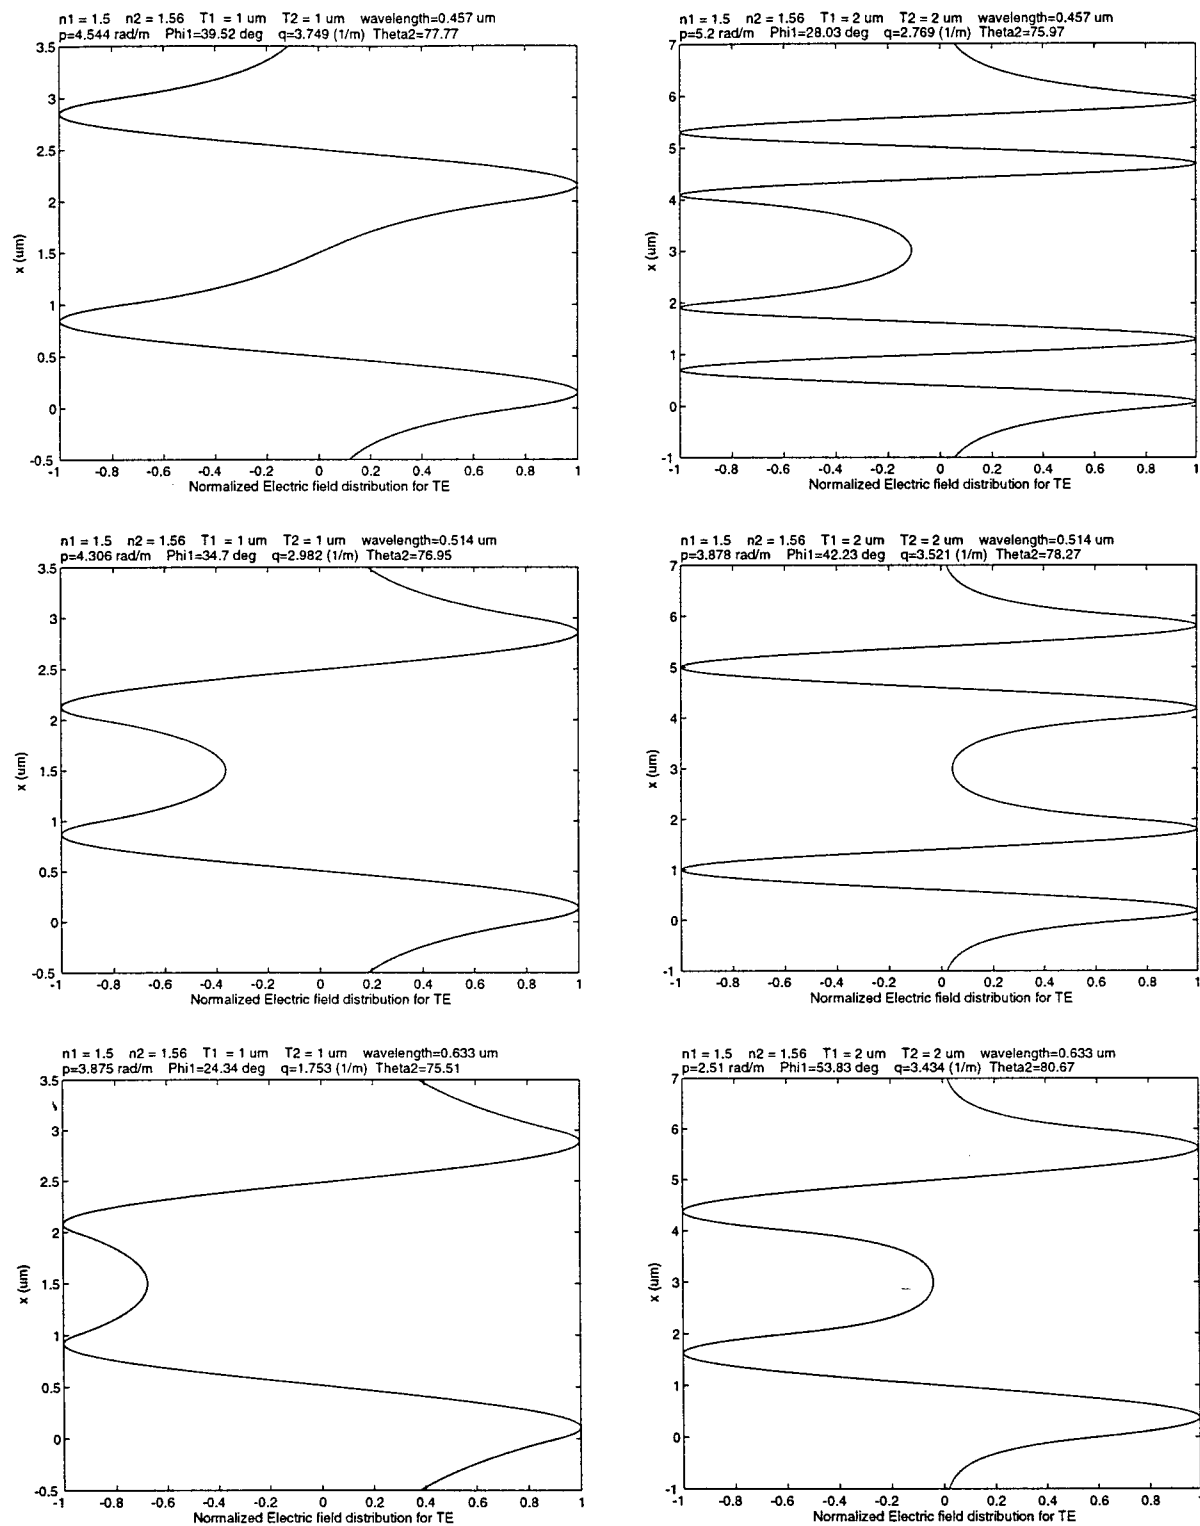 n1 = 1.5 n2 = 1.56 T1 = 1 um T2 = 1 um wavelength=0.457 um
p=4.544 rad/m Phi1=39.52 deg q=3.749 (1/m) Theta2=77.77
3.5
3
2.5
2
1.5
1
0.5
0
-0.5
x (um)
-1 -0.8 -0.6 -0.4 -0.2 0 0.2 0.4 0.6 0.8 1
Normalized Electric field distribution for TE
n1 = 1.5 n2 = 1.56 T1 = 2 um T2 = 2 um wavelength=0.457 um
p=5.2 rad/m Phi1=28.03 deg q=2.769 (1/m) Theta2=75.97
7
6
5
4
3
2
1
0
-1
x (um)
-1 -0.8 -0.6 -0.4 -0.2 0 0.2 0.4 0.6 0.8 1
Normalized Electric field distribution for TE
n1 = 1.5 n2 = 1.56 T1 = 1 um T2 = 1 um wavelength=0.514 um
p=4.306 rad/m Phi1=34.7 deg q=2.982 (1/m) Theta2=76.95
3.5
3
2.5
2
1.5
1
0.5
0
-0.5
x (um)
-1 -0.8 -0.6 -0.4 -0.2 0 0.2 0.4 0.6 0.8 1
Normalized Electric field distribution for TE
n1 = 1.5 n2 = 1.56 T1 = 2 um T2 = 2 um wavelength=0.514 um
p=3.878 rad/m Phi1=42.23 deg q=3.521 (1/m) Theta2=78.27
7
6
5
4
3
2
1
0
-1
x (um)
-1 -0.8 -0.6 -0.4 -0.2 0 0.2 0.4 0.6 0.8 1
Normalized Electric field distribution for TE
n1 = 1.5 n2 = 1.56 T1 = 1 um T2 = 1 um wavelength=0.633 um
p=3.875 rad/m Phi1=24.34 deg q=1.753 (1/m) Theta2=75.51
3.5
3
2.5
2
1.5
1
0.5
0
-0.5
x (um)
-1 -0.8 -0.6 -0.4 -0.2 0 0.2 0.4 0.6 0.8 1
Normalized Electric field distribution for TE
n1 = 1.5 n2 = 1.56 T1 = 2 um T2 = 2 um wavelength=0.633 um
p=2.51 rad/m Phi1=53.83 deg q=3.434 (1/m) Theta2=80.67
7
6
5
4
3
2
1
0
-1
x (um)
-1 -0.8 -0.6 -0.4 -0.2 0 0.2 0.4 0.6 0.8 1
Normalized Electric field distribution for TE